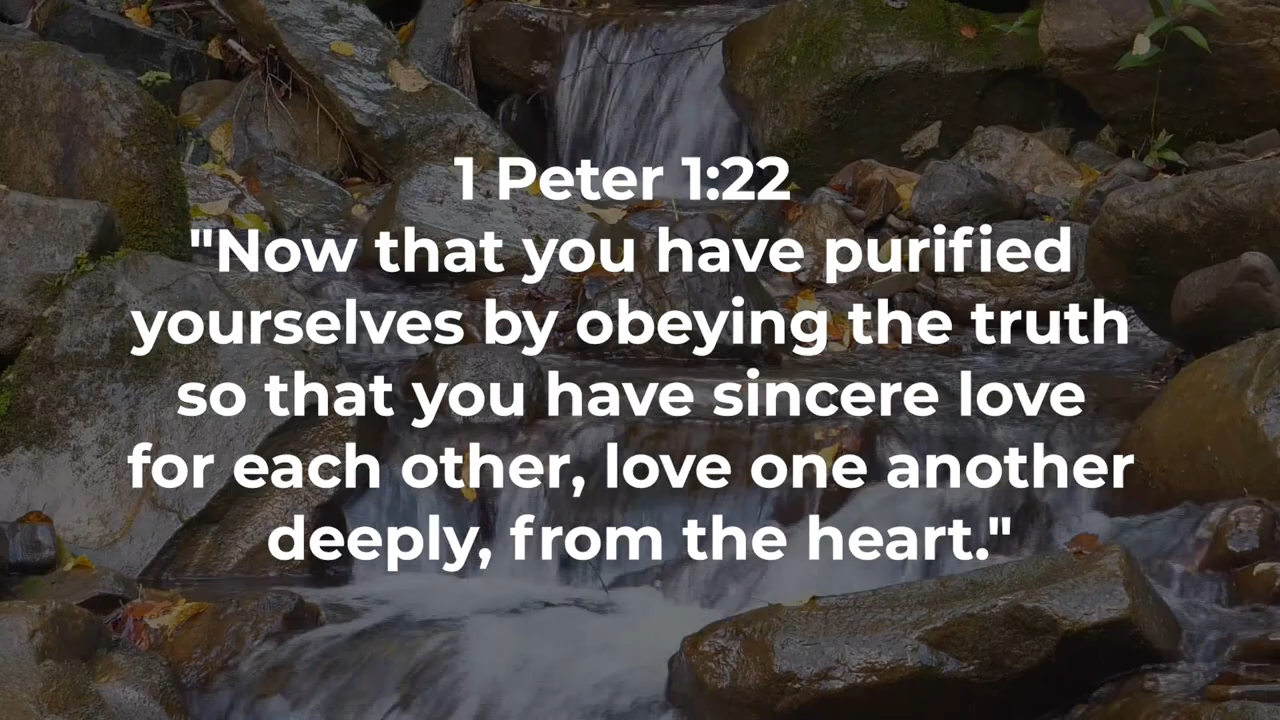 1 Peter 1:22
"Now that you have purified
yourselves by obeying the truth
so that you have sincere love
for each other, love one another
deeply, from the heart."